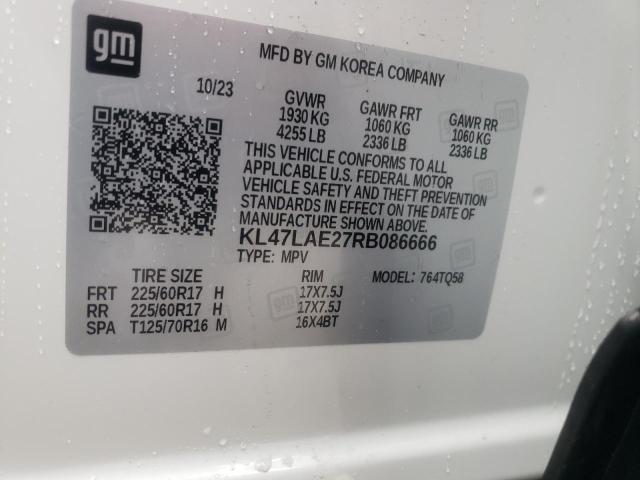 gm
MFD BY GM KOREA COMPANY
10/23
GVWR
1930 KG
4255 LB
GAWR FRT
1060 KG
2336 LB
GAWR RR
1060 KG
2336 LB
THIS VEHICLE CONFORMS TO ALL
APPLICABLE U.S. FEDERAL MOTOR
VEHICLE SAFETY AND THEFT PREVENTION
STANDARDS IN EFFECT ON THE DATE OF
MANUFACTURE SHOWN ABOVE.
KL47LAE27RB086666
TYPE: MPV
MODEL: 764TQ58
TIRE SIZE RIM
FRT 225/60R17 H 17X7.5J
RR 225/60R17 H 17X7.5J
SPA T125/70R16 M 16X4BT